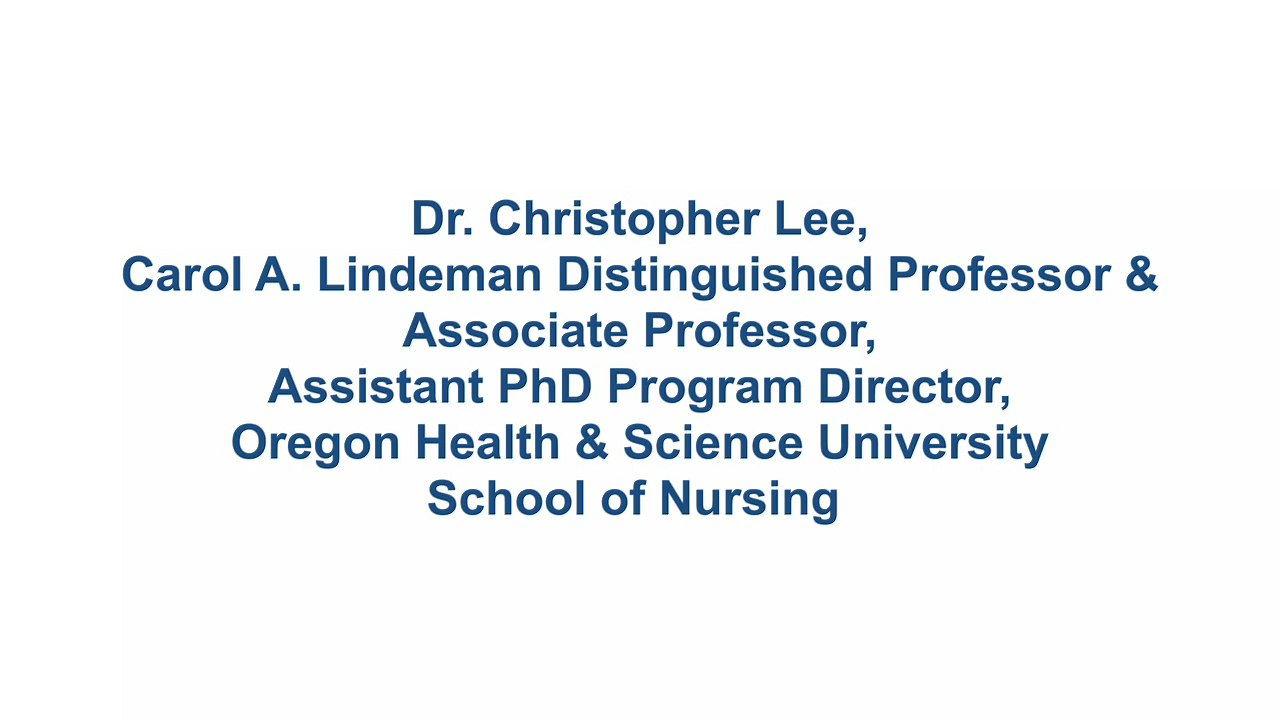 Dr. Christopher Lee,
Carol A. Lindeman Distinguished Professor &
Associate Professor,
Assistant PhD Program Director,
Oregon Health & Science University
School of Nursing